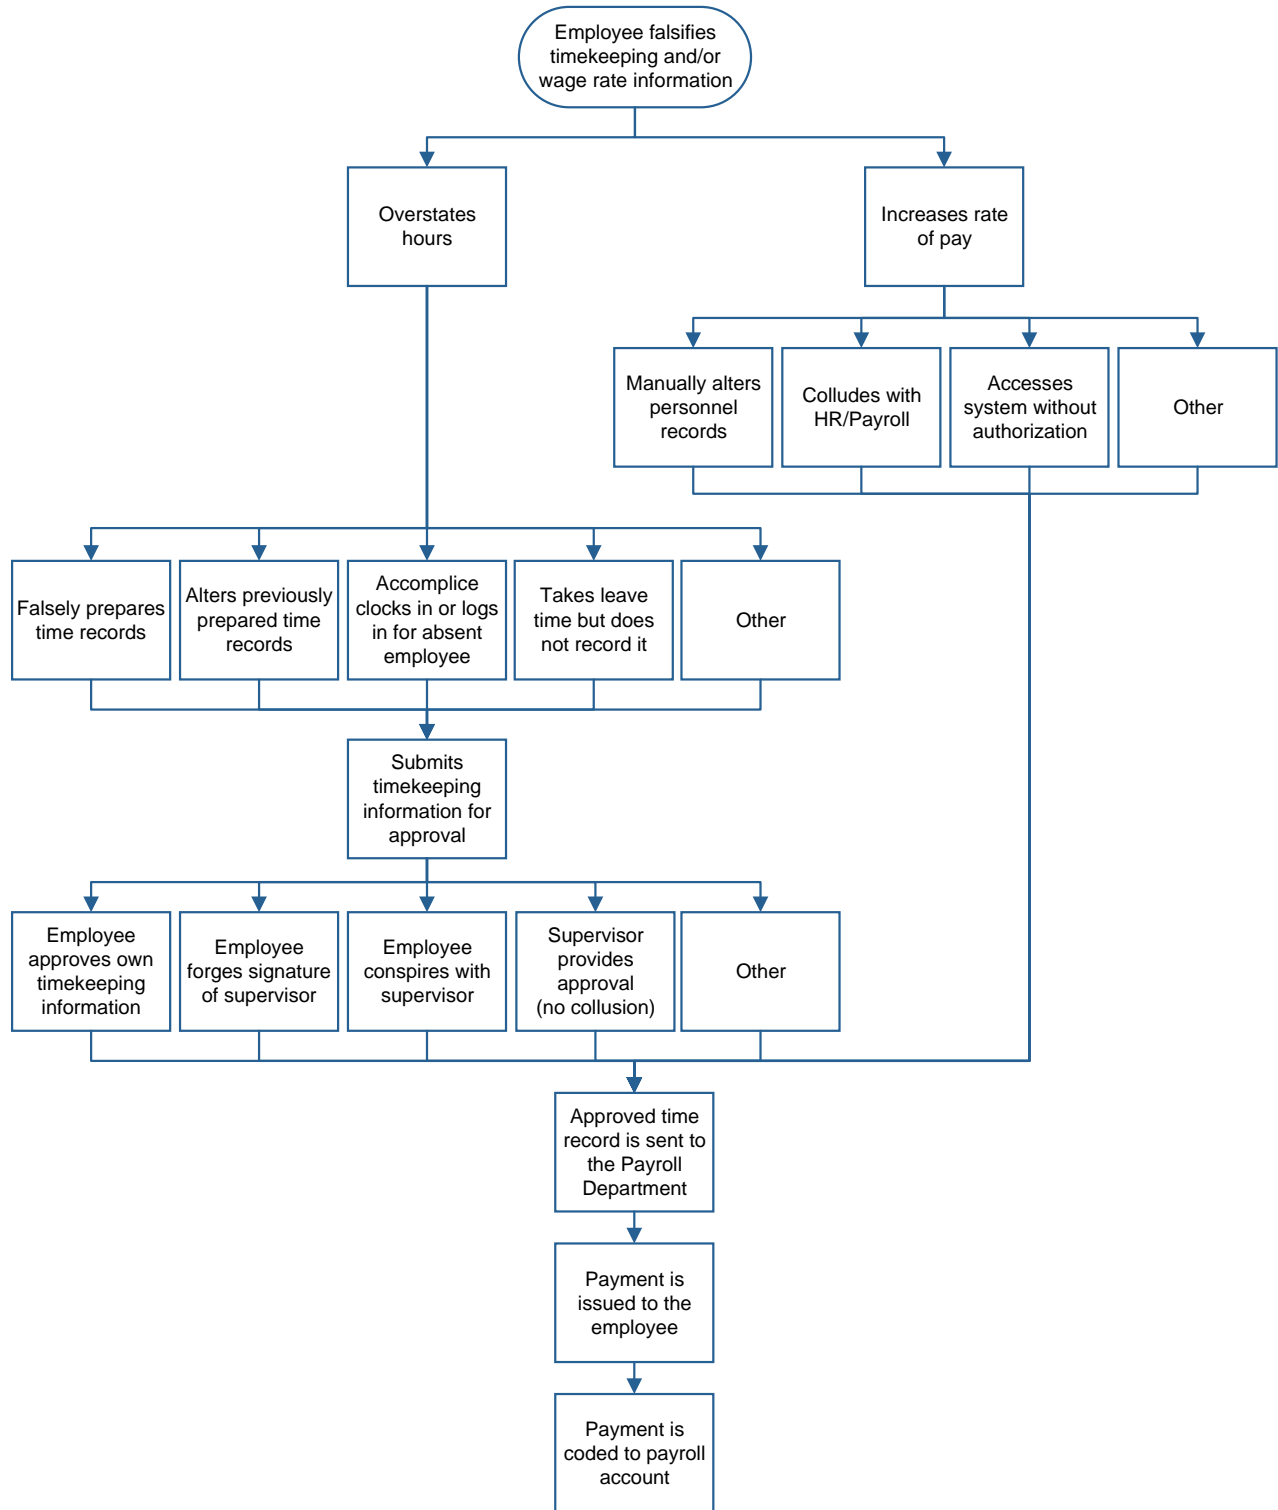 Employee falsifies
timekeeping and/or
wage rate information
Overstates
hours
Increases rate
of pay
Manually alters
personnel
records
Colludes with
HR/Payroll
Accesses
system without
authorization
Other
Falsely prepares
time records
Alters previously
prepared time
records
Accomplice
clocks in or logs
in for absent
employee
Takes leave
time but does
not record it
Other
Submits
timekeeping
information for
approval
Employee
approves own
timekeeping
information
Employee
forges signature
of supervisor
Employee
conspires with
supervisor
Supervisor
provides
approval
(no collusion)
Other
Approved time
record is sent to
the Payroll
Department
Payment is
issued to the
employee
Payment is
coded to payroll
account